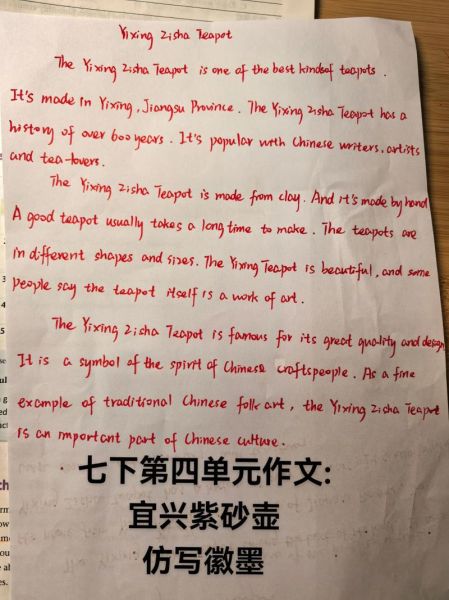 Yixing Zisha Teapot
The Yixing Zisha Teapot is one of the best kindsof teapots.
It's made in Yixing, Jiangsu Province. The Yixing Zisha Teapot has a
history of over 600 years. It's popular with Chinese writers, artists
and tea-lovers.
The Yixing Zisha Teapot is made from clay. And it's made by hand
A good teapot usually takes a long time to make. The teapots are
in different shapes and sizes. The Yixing Teapot is beautiful, and some
people say the teapot itself is a work of art.
The Yixing Zisha Teapot is famous for its great quality and design
It is a symbol of the spirit of Chinese craftspeople. As a fine
example of traditional Chinese folk art, the Yixing Zisha Teapot
is an important part of Chinese culture.
七下第四单元作文:
宜兴紫砂壶
仿写徽墨